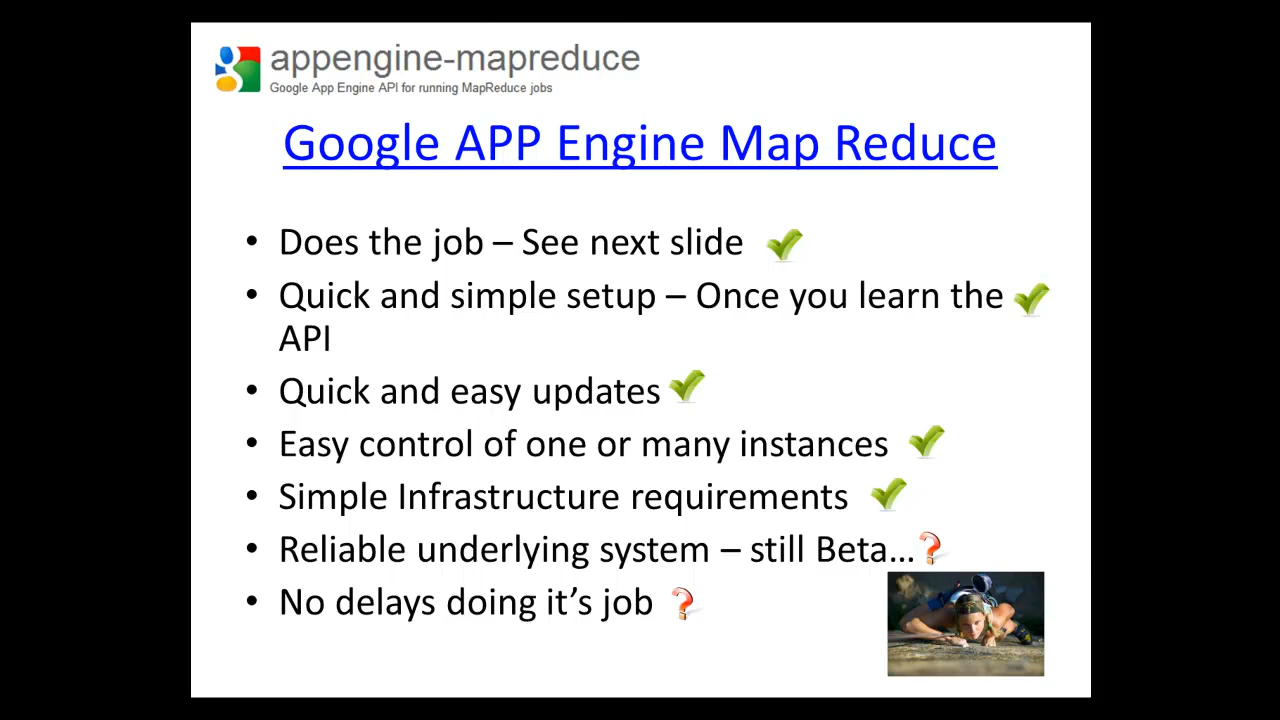 appengine-mapreduce
Google App Engine API for running MapReduce jobs
Google APP Engine Map Reduce
• Does the job – See next slide
• Quick and simple setup – Once you learn the
API
• Quick and easy updates
• Easy control of one or many instances
• Simple Infrastructure requirements
• Reliable underlying system – still Beta...?
• No delays doing it’s job ?